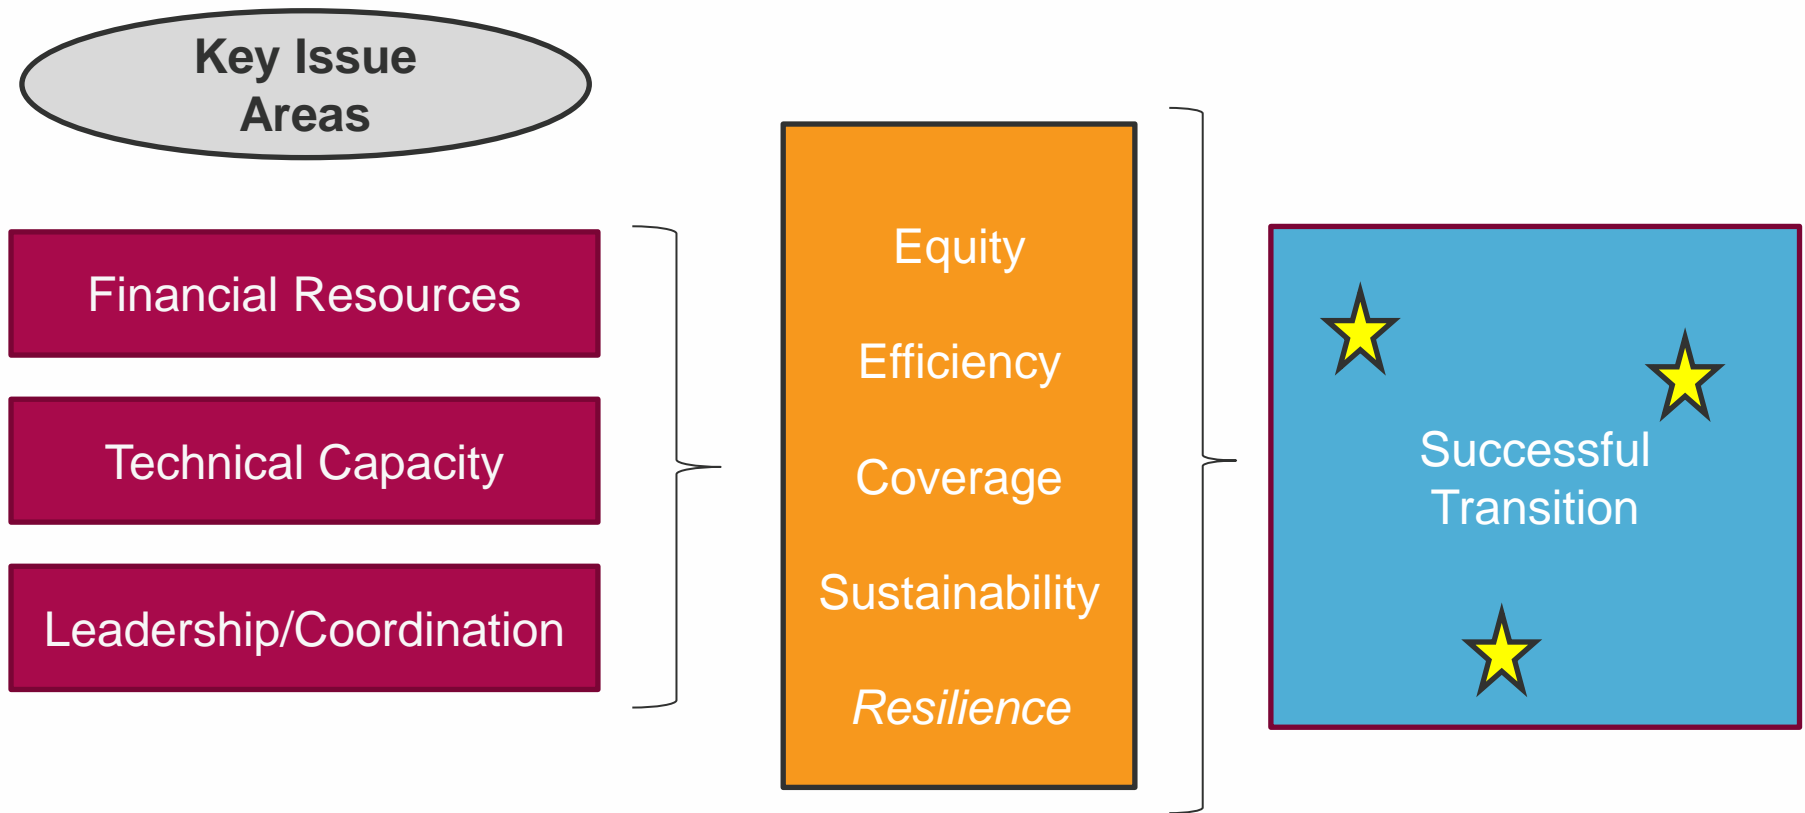 Key Issue
Areas
Financial Resources
Technical Capacity
Leadership/Coordination
Equity
Efficiency
Coverage
Sustainability
Resilience
Successful
Transition